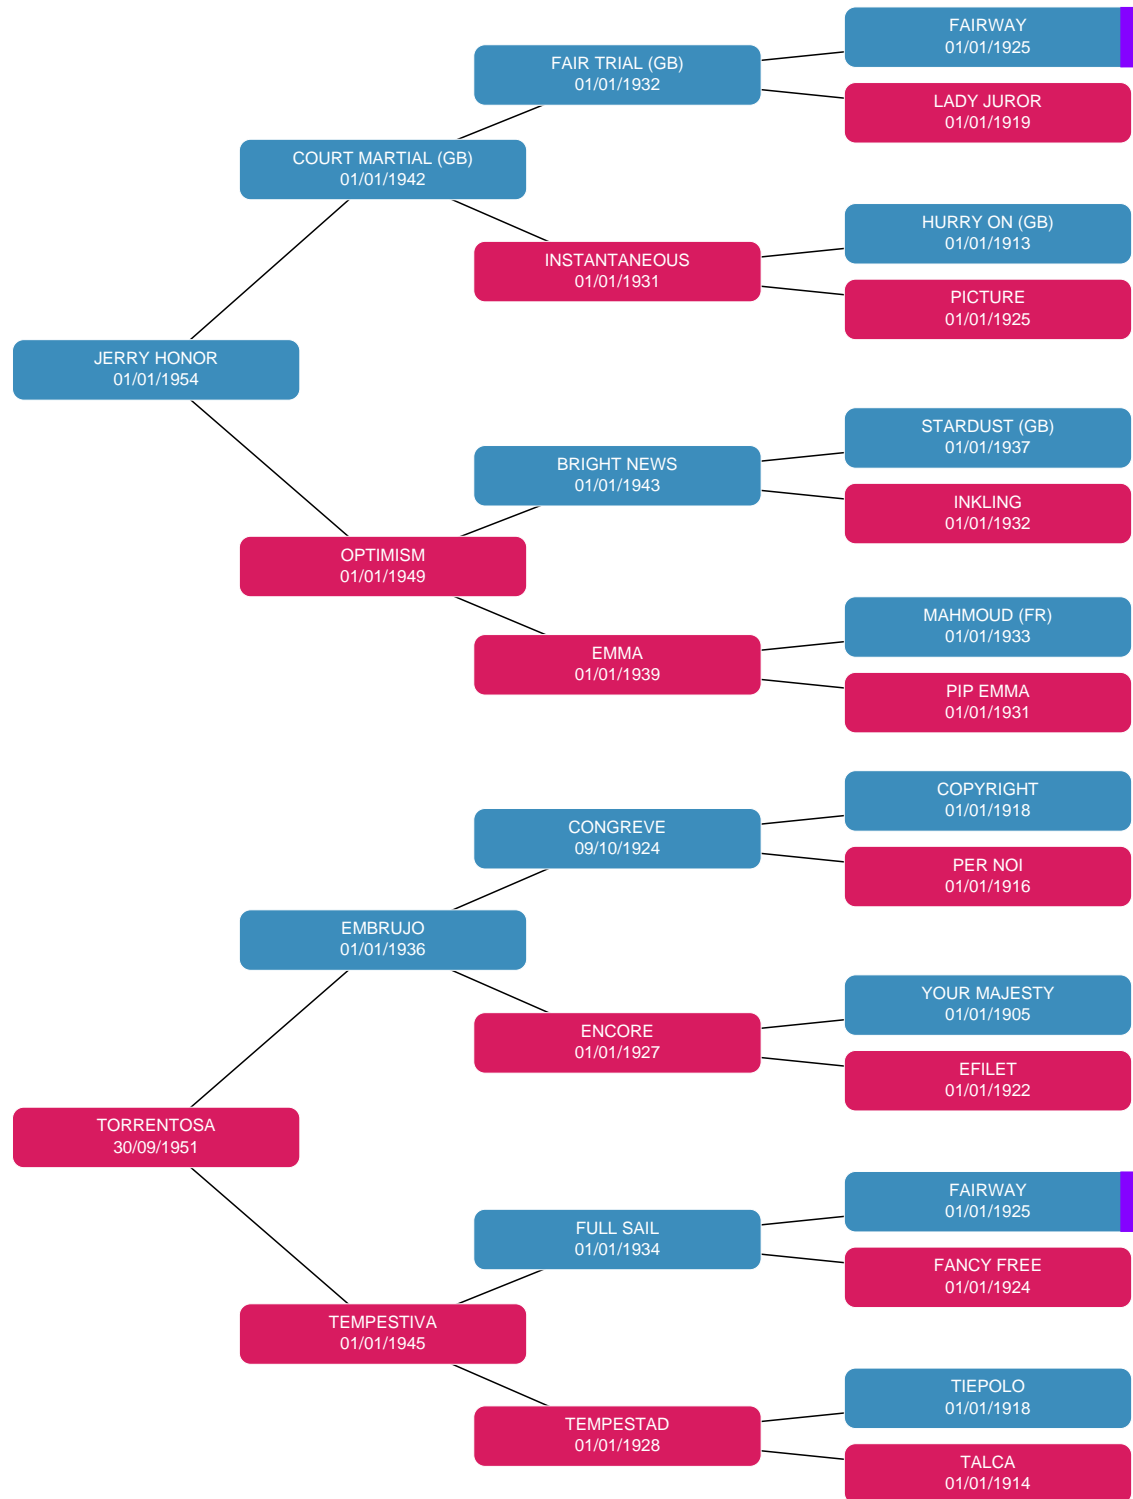 FAIRWAY
01/01/1925
FAIR TRIAL (GB)
01/01/1932
LADY JUROR
01/01/1919
COURT MARTIAL (GB)
01/01/1942
HURRY ON (GB)
01/01/1913
INSTANTANEOUS
01/01/1931
PICTURE
01/01/1925
JERRY HONOR
01/01/1954
STARDUST (GB)
01/01/1937
BRIGHT NEWS
01/01/1943
INKLING
01/01/1932
OPTIMISM
01/01/1949
MAHMOUD (FR)
01/01/1933
EMMA
01/01/1939
PIP EMMA
01/01/1931
COPYRIGHT
01/01/1918
CONGREVE
09/10/1924
PER NOI
01/01/1916
EMBRUJO
01/01/1936
YOUR MAJESTY
01/01/1905
ENCORE
01/01/1927
EFILET
01/01/1922
TORRENTOSA
30/09/1951
FAIRWAY
01/01/1925
FULL SAIL
01/01/1934
FANCY FREE
01/01/1924
TEMPESTIVA
01/01/1945
TIEPOLO
01/01/1918
TEMPESTAD
01/01/1928
TALCA
01/01/1914